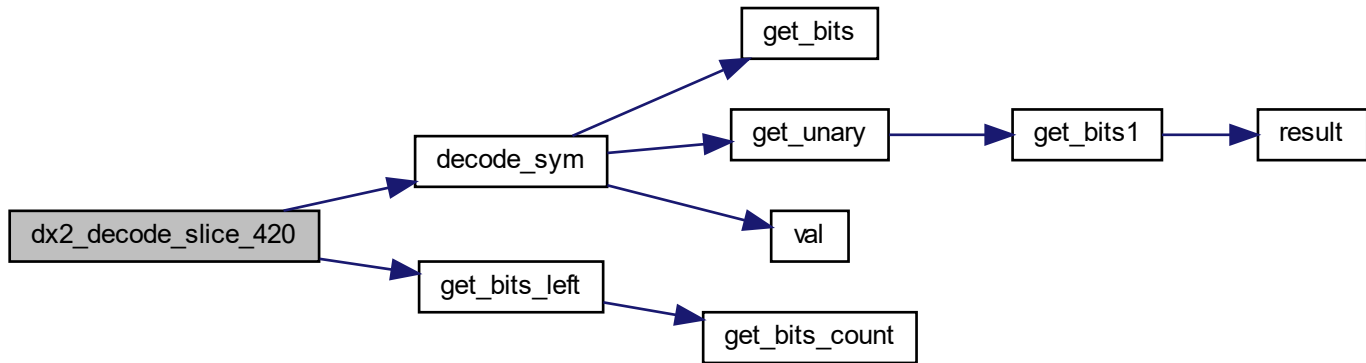 get_bits
get_unary
get_bits1
result
decode_sym
val
dx2_decode_slice_420
get_bits_left
get_bits_count